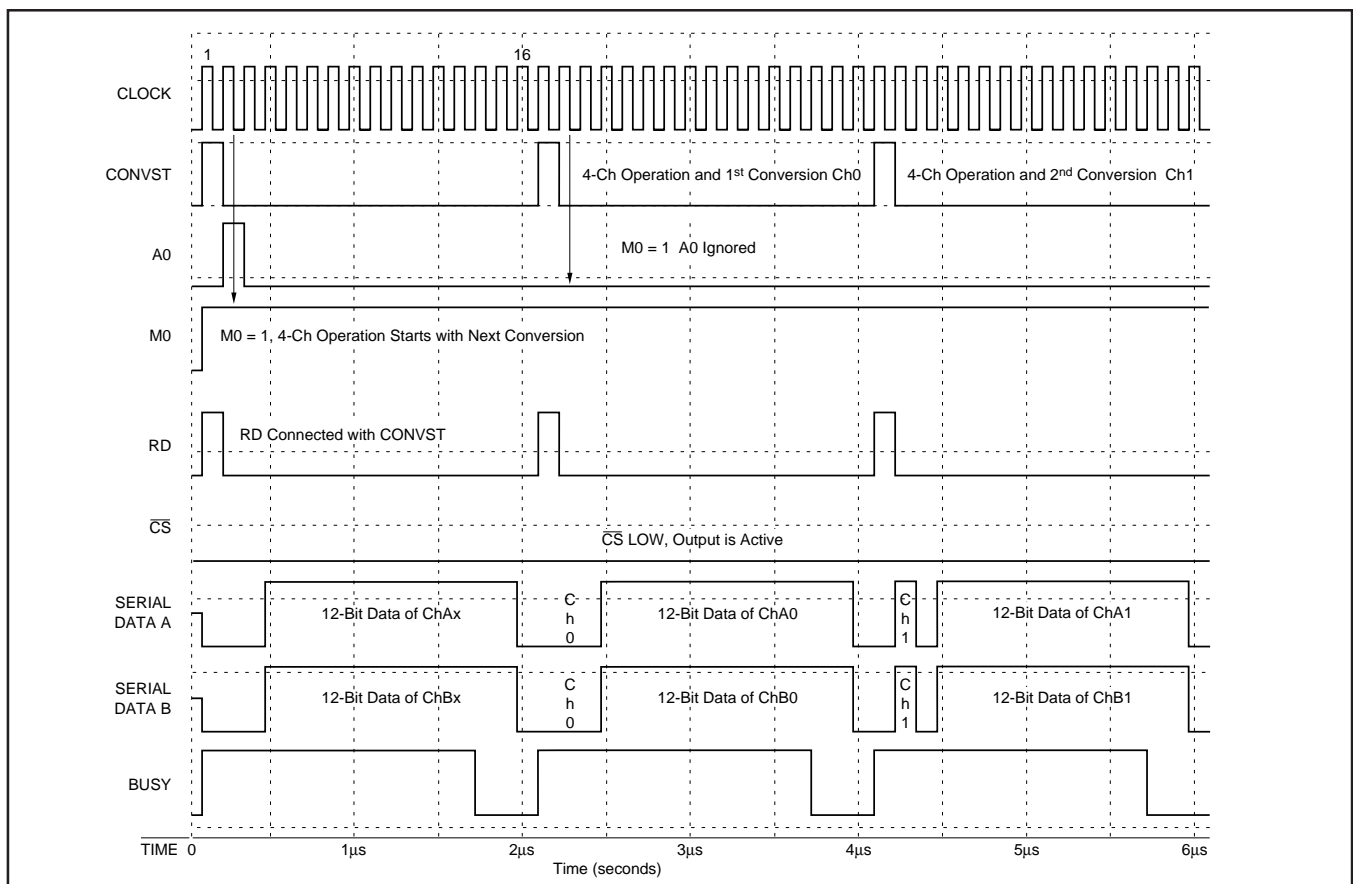 1 16
CLOCK
CONVST
4-Ch Operation and 1st Conversion Ch0
4-Ch Operation and 2nd Conversion Ch1
A0
M0 = 1 A0 Ignored
M0
M0 = 1, 4-Ch Operation Starts with Next Conversion
RD
RD Connected with CONVST
CS
CS LOW, Output is Active
SERIAL
DATA A
12-Bit Data of ChAx
C
h
0
12-Bit Data of ChA0
C
h
1
12-Bit Data of ChA1
SERIAL
DATA B
12-Bit Data of ChBx
C
h
0
12-Bit Data of ChB0
C
h
1
12-Bit Data of ChB1
BUSY
TIME 0 1μs 2μs 3μs 4μs 5μs 6μs
Time (seconds)